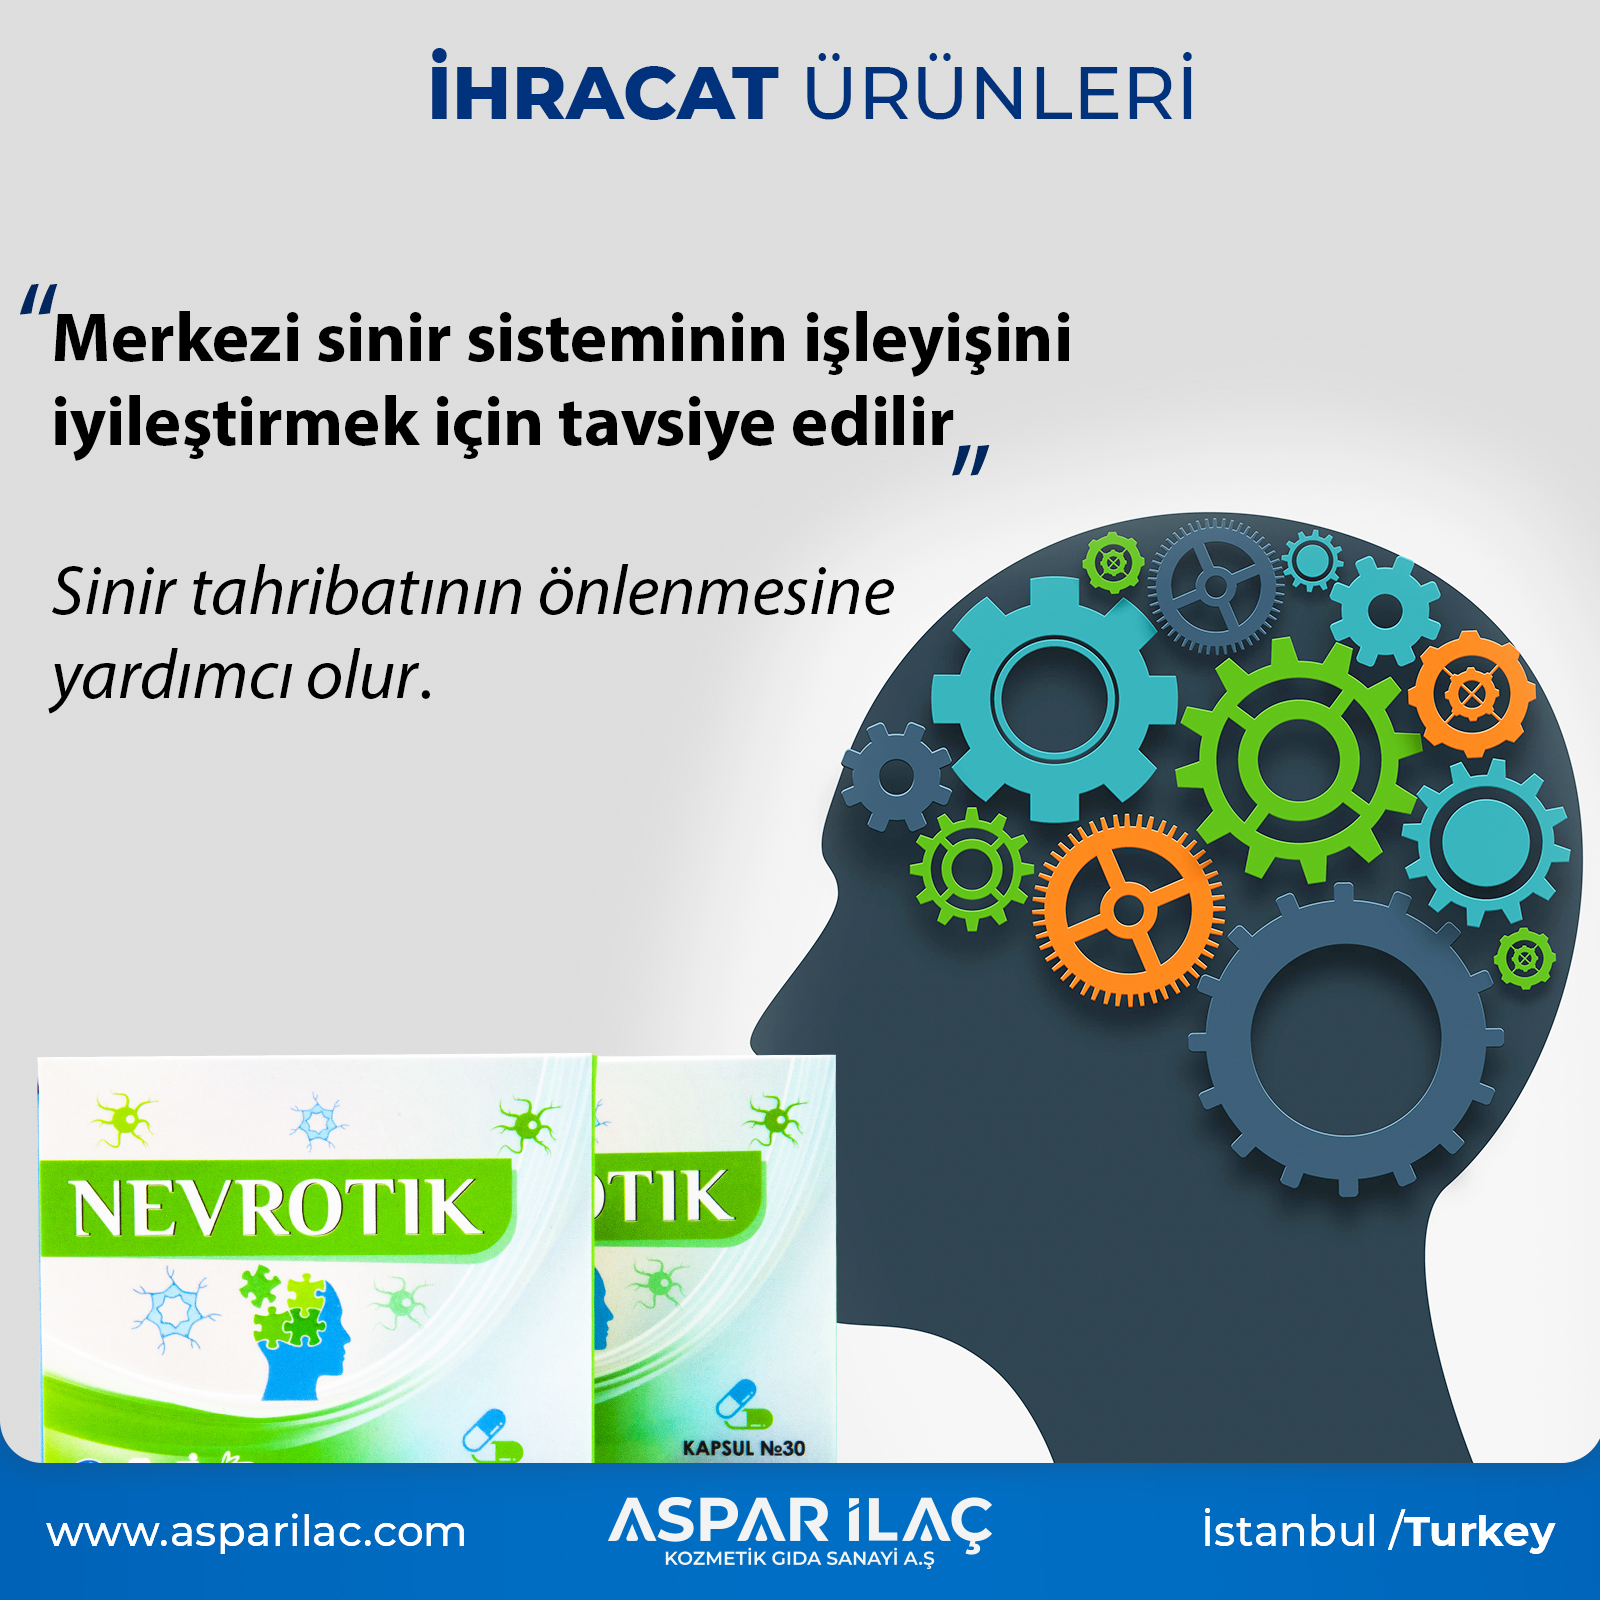 İHRACAT ÜRÜNLERİ
“Merkezi sinir sisteminin işleyişini
iyileştirmek için tavsiye edilir”
Sinir tahribatının önlenmesine
yardımcı olur.
NEVROTIK
OTIK
KAPSUL №30
www.asparilac.com
ASPAR İLAÇ
KOZMETİK GIDA SANAYİ A.Ş
İstanbul /Turkey